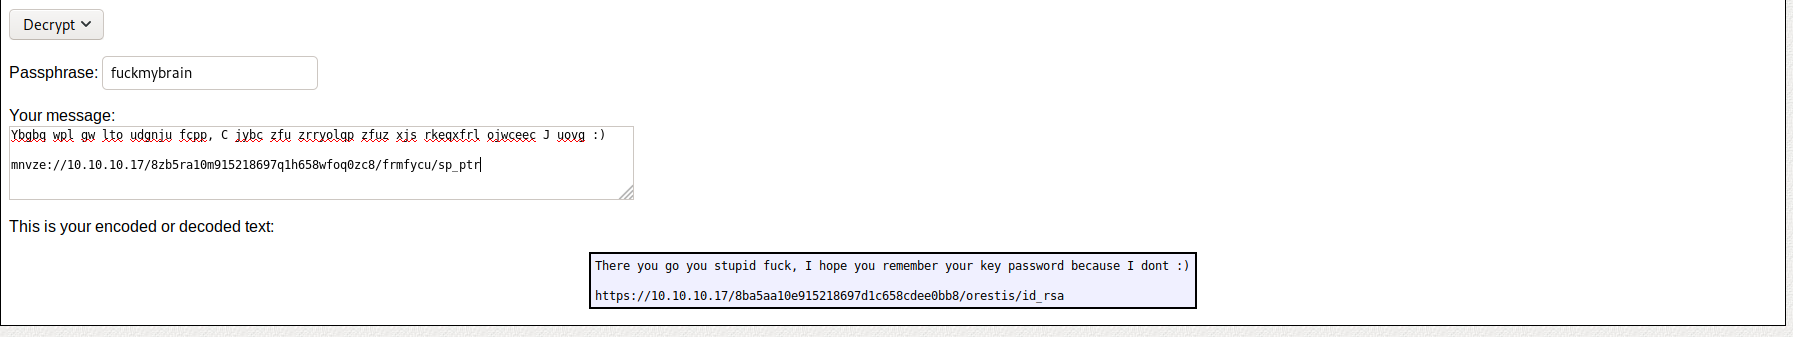 Decrypt
Passphrase: fuckmybrain
Your message:
Ybgbq wpl gw lto udgnju fcpp, C jybc zfu zrryolqp zfuz xjs rkeqxfrl ojwceec J uovg :)
mnvze://10.10.10.17/8zb5ra10m915218697q1h658wfoq0zc8/frmfycu/sp_ptr
This is your encoded or decoded text:
There you go you stupid fuck, I hope you remember your key password because I dont :)
https://10.10.10.17/8ba5aa10e915218697d1c658cdee0bb8/orestis/id_rsa